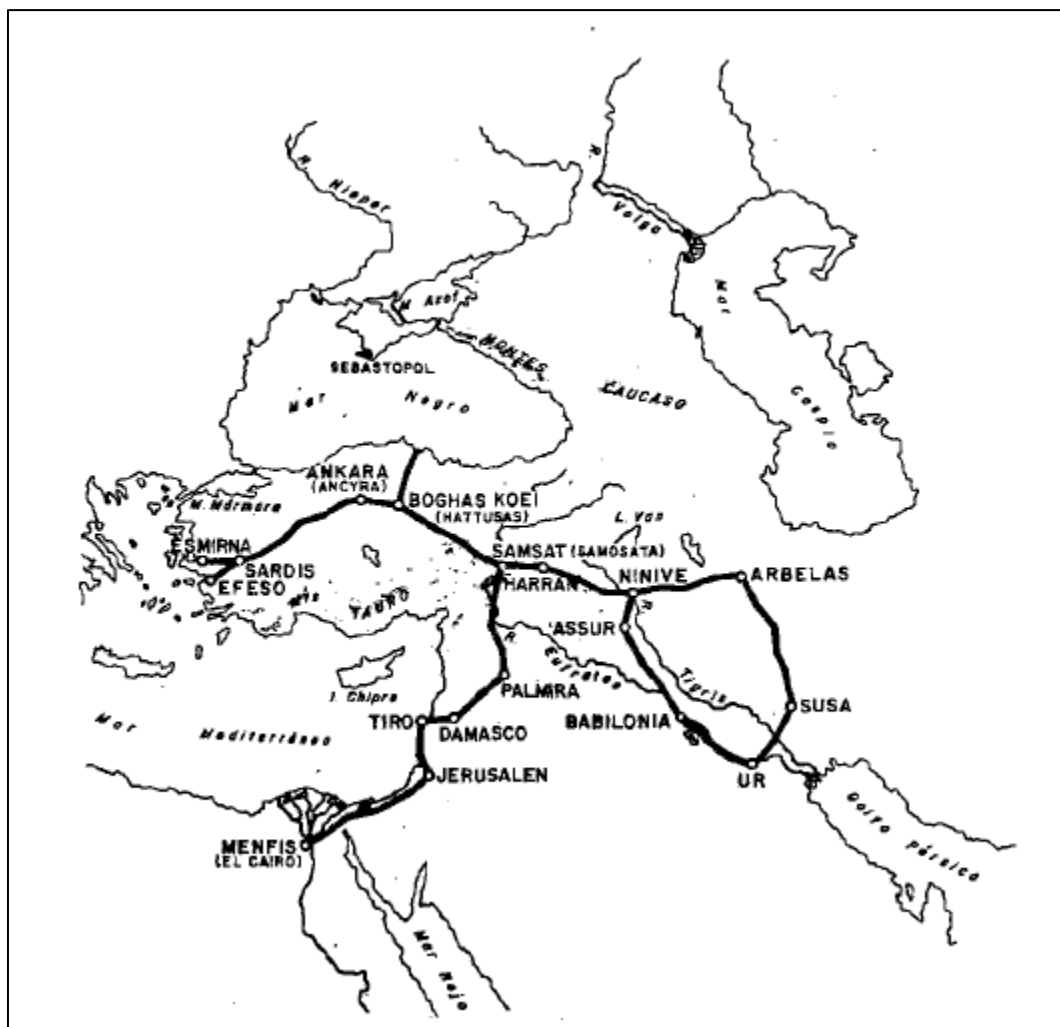 R. Nieper
R. Volga
M. Azof
MONTES
SEBASTOPOL
CAUCASO
Mar Negro
Mar Caspio
ANKARA
(ANCYRA)
BOGHAS KOEI
(HATTUSAS)
M. Mármara
L. Van
ESMIRNA
SARDIS
EFESO
Mts TAURO
SAMSAT (SAMOSATA)
HARRAN
NINIVE
ARBELAS
ASSUR
R. Eufrates
R. Tigris
I. Chipre
PALMIRA
TIRO
DAMASCO
BABILONIA
SUSA
Mar Mediterráneo
JERUSALEN
UR
MENFIS
(EL CAIRO)
Golfo pérsico
Mar Rojo